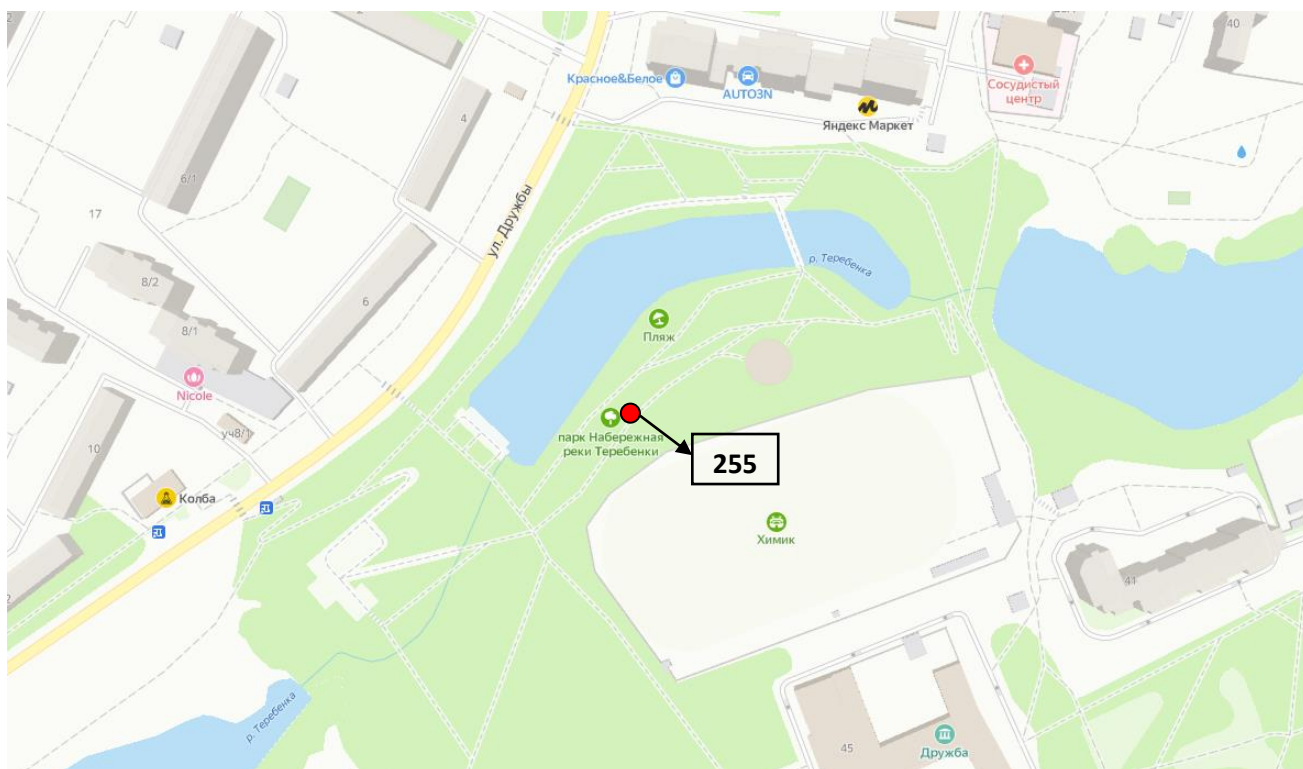 40
Красное&Белое
AUTO3N
Сосудистый
центр
Яндекс Маркет
4
6/1
17
ул. Дружбы
8/2
6
р. Теребенка
8/1
Пляж
Nicole
уч8/1
парк Набережная
реки Теребенки
255
10
Колба
Химик
41
р. Теребенка
45
Дружба